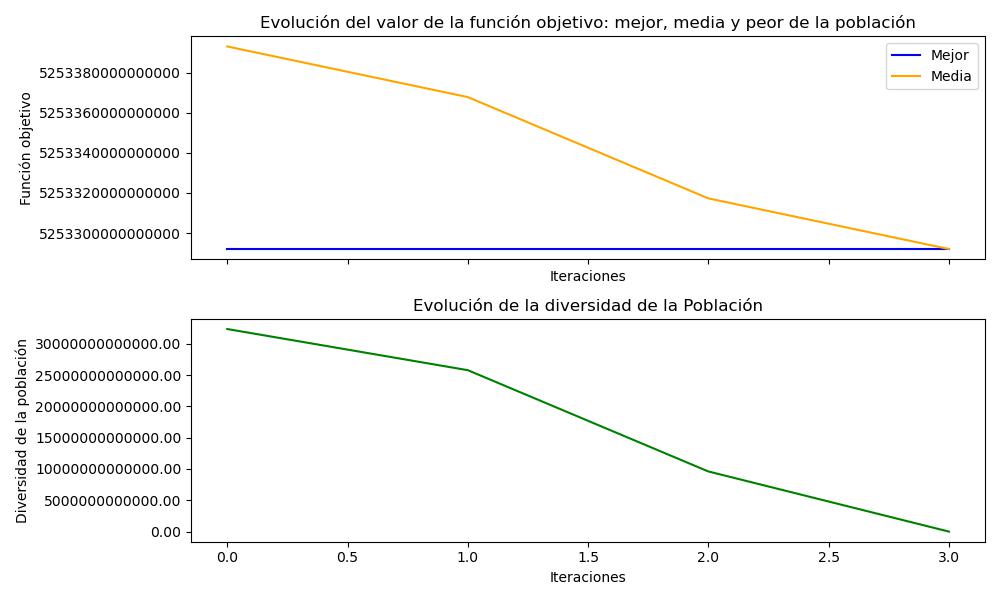 Evolución del valor de la función objetivo: mejor, media y peor de la población
Función objetivo
5253380000000000
5253360000000000
5253340000000000
5253320000000000
5253300000000000
Mejor
Media
Iteraciones
Evolución de la diversidad de la Población
Diversidad de la población
30000000000000.00
25000000000000.00
20000000000000.00
15000000000000.00
10000000000000.00
5000000000000.00
0.00
0.0 0.5 1.0 1.5 2.0 2.5 3.0
Iteraciones